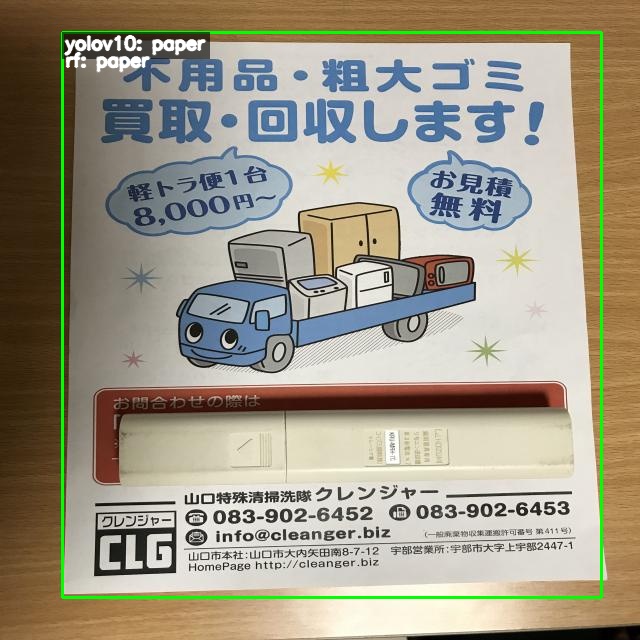 yolov10: paper
rf: paper
不用品・粗大ゴミ
買取・回収します!
軽トラ便1台
8,000円〜
お見積
無料
お問合わせの際は
山口特殊清掃洗隊 クレンジャー
クレンジャー
CLG
083-902-6452
083-902-6453
info@cleanger.biz
(一般廃棄物収集運搬許可番号 第411号)
山口市本社:山口市大内矢田南8-7-12 宇部営業所:宇部市大字上宇部2447-1
HomePage http://cleanger.biz